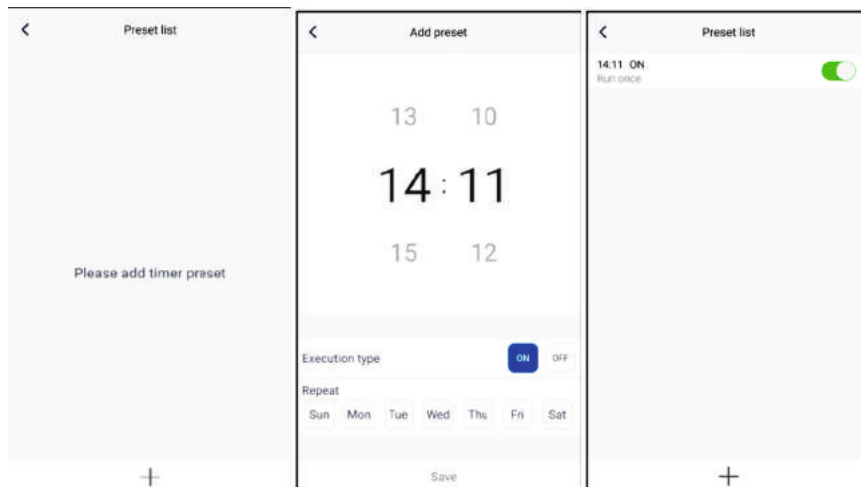 Preset list
Please add timer preset
Add preset
13 10
14 : 11
15 12
Execution type ON OFF
Repeat
Sun Mon Tue Wed Thu Fri Sat
Save
Preset list
14:11 ON
Run once